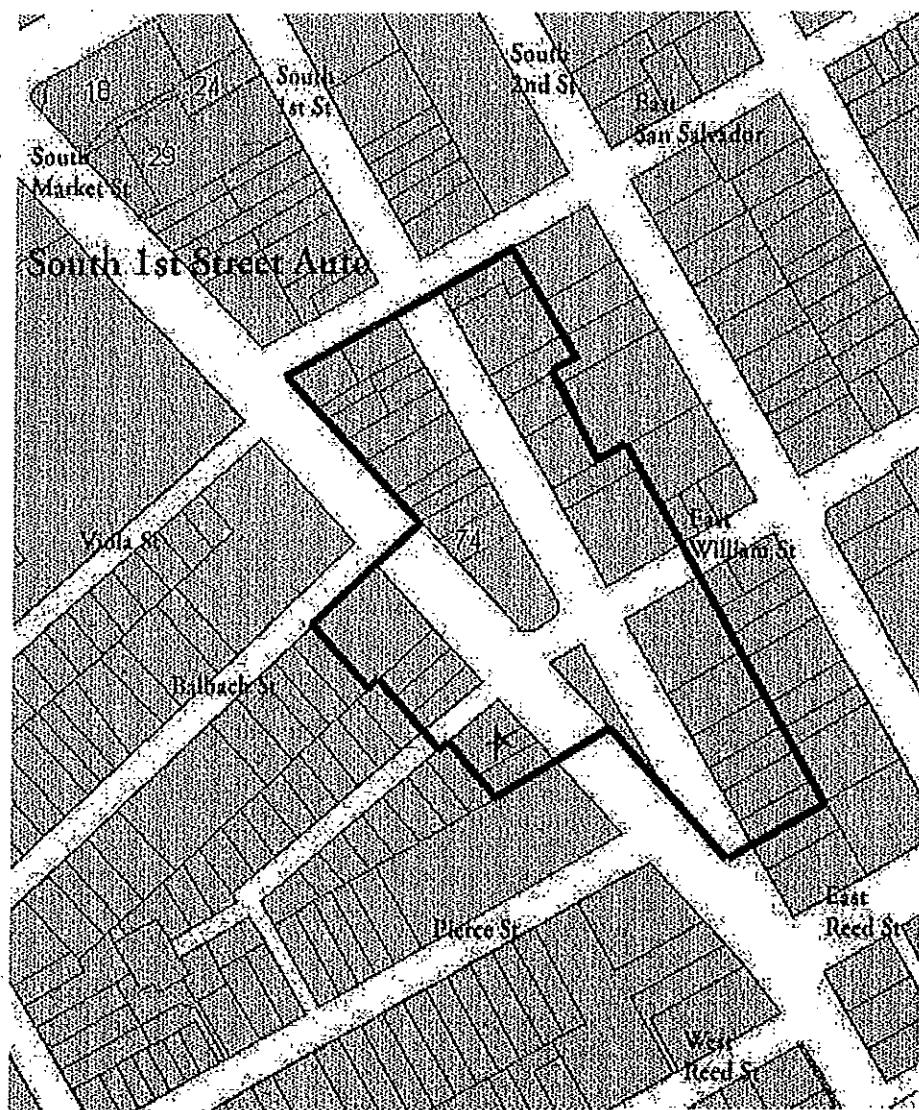 South
1st St
South
2nd St
18
24
East
San Salvador
29
South
Market St
South 1st Street Auto
Viola St
74
East
William St
Balbach St
Pierce St
East
Reed St
West
Reed St